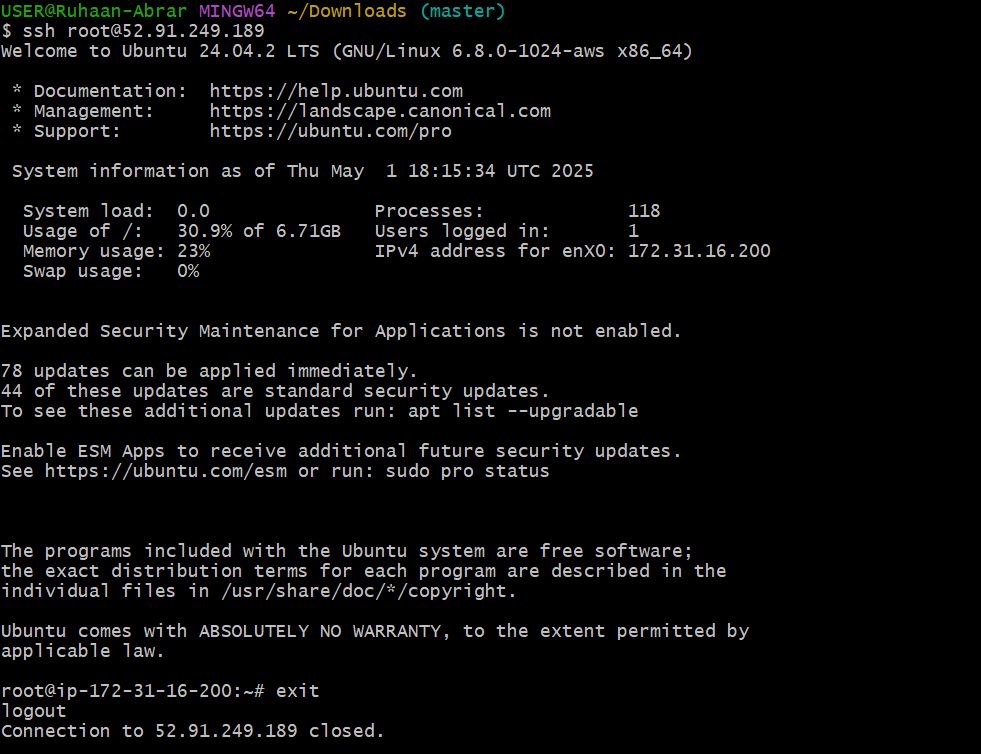 USER@Ruhaan-Abrar MINGW64 ~/Downloads (master)
$ ssh root@52.91.249.189
Welcome to Ubuntu 24.04.2 LTS (GNU/Linux 6.8.0-1024-aws x86_64)

 * Documentation:  https://help.ubuntu.com
 * Management:     https://landscape.canonical.com
 * Support:        https://ubuntu.com/pro

 System information as of Thu May  1 18:15:34 UTC 2025

  System load:  0.0               Processes:             118
  Usage of /:   30.9% of 6.71GB   Users logged in:       1
  Memory usage: 23%               IPv4 address for enX0: 172.31.16.200
  Swap usage:   0%

Expanded Security Maintenance for Applications is not enabled.

78 updates can be applied immediately.
44 of these updates are standard security updates.
To see these additional updates run: apt list --upgradable

Enable ESM Apps to receive additional future security updates.
See https://ubuntu.com/esm or run: sudo pro status

The programs included with the Ubuntu system are free software;
the exact distribution terms for each program are described in the
individual files in /usr/share/doc/*/copyright.

Ubuntu comes with ABSOLUTELY NO WARRANTY, to the extent permitted by
applicable law.

root@ip-172-31-16-200:~# exit
logout
Connection to 52.91.249.189 closed.